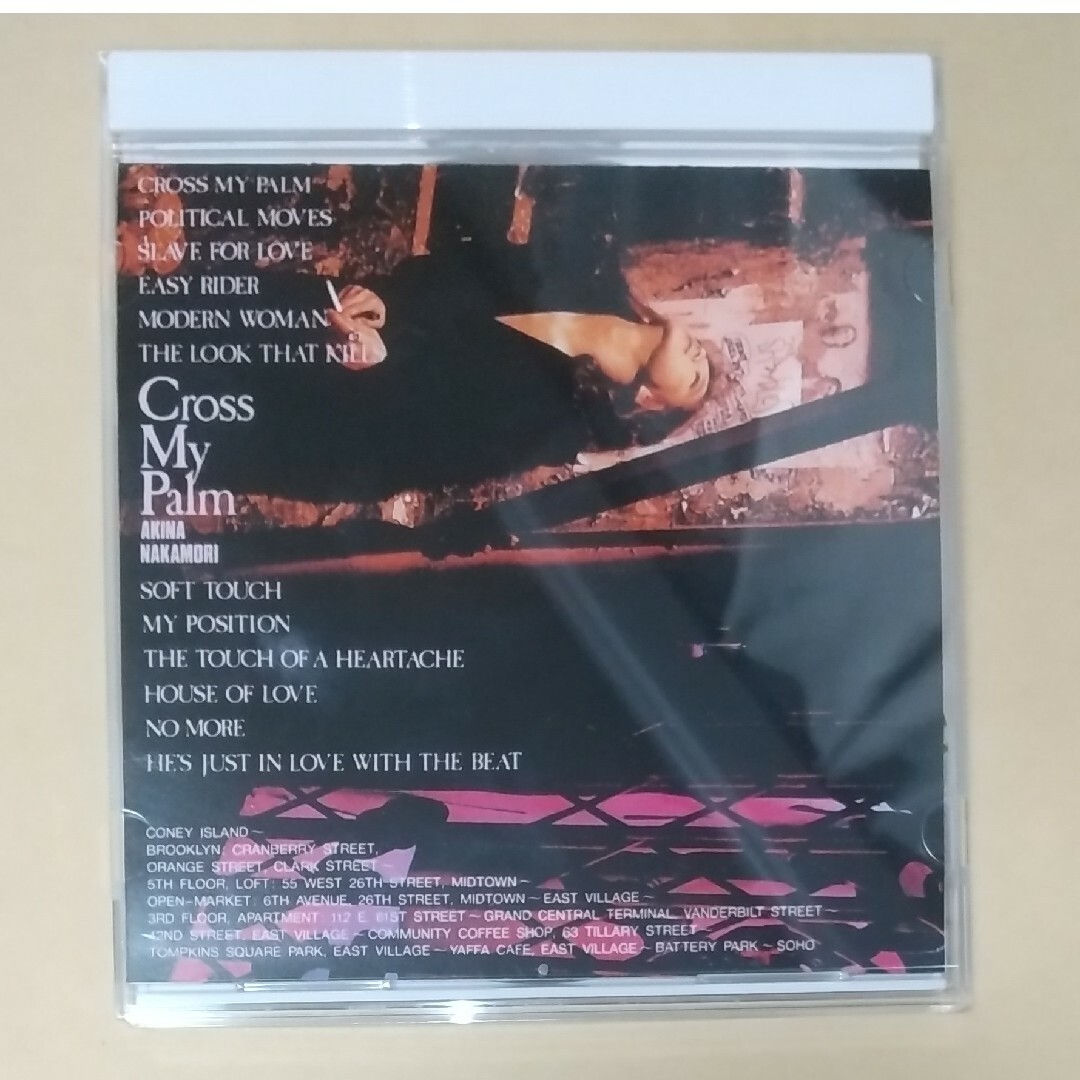 CROSS MY PALM
POLITICAL MOVES
SLAVE FOR LOVE
EASY RIDER
MODERN WOMAN
THE LOOK THAT KILLS
Cross
My
Palm
AKINA
NAKAMORI
SOFT TOUCH
MY POSITION
THE TOUCH OF A HEARTACHE
HOUSE OF LOVE
NO MORE
HE'S JUST IN LOVE WITH THE BEAT
CONEY ISLAND~
BROOKLYN: CRANBERRY STREET,
ORANGE STREET, CLARK STREET~
5TH FLOOR, LOFT: 55 WEST 26TH STREET, MIDTOWN~
OPEN-MARKET: 6TH AVENUE, 26TH STREET, MIDTOWN~EAST VILLAGE~
3RD FLOOR, APARTMENT: 112 E. 61ST STREET~GRAND CENTRAL TERMINAL, VANDERBILT STREET~
42ND STREET, EAST VILLAGE~COMMUNITY COFFEE SHOP, 63 TILLARY STREET~
TOMPKINS SQUARE PARK, EAST VILLAGE~YAFFA CAFE, EAST VILLAGE~BATTERY PARK~SOHO